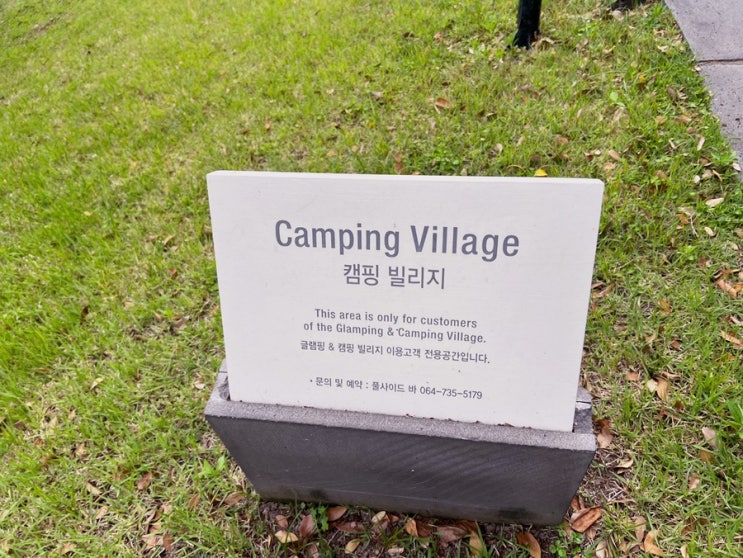 Camping Village
캠핑 빌리지
This area is only for customers
of the Glamping & Camping Village.
글램핑 & 캠핑 빌리지 이용고객 전용공간입니다.
• 문의 및 예약 : 풀사이드 바 064-735-5179